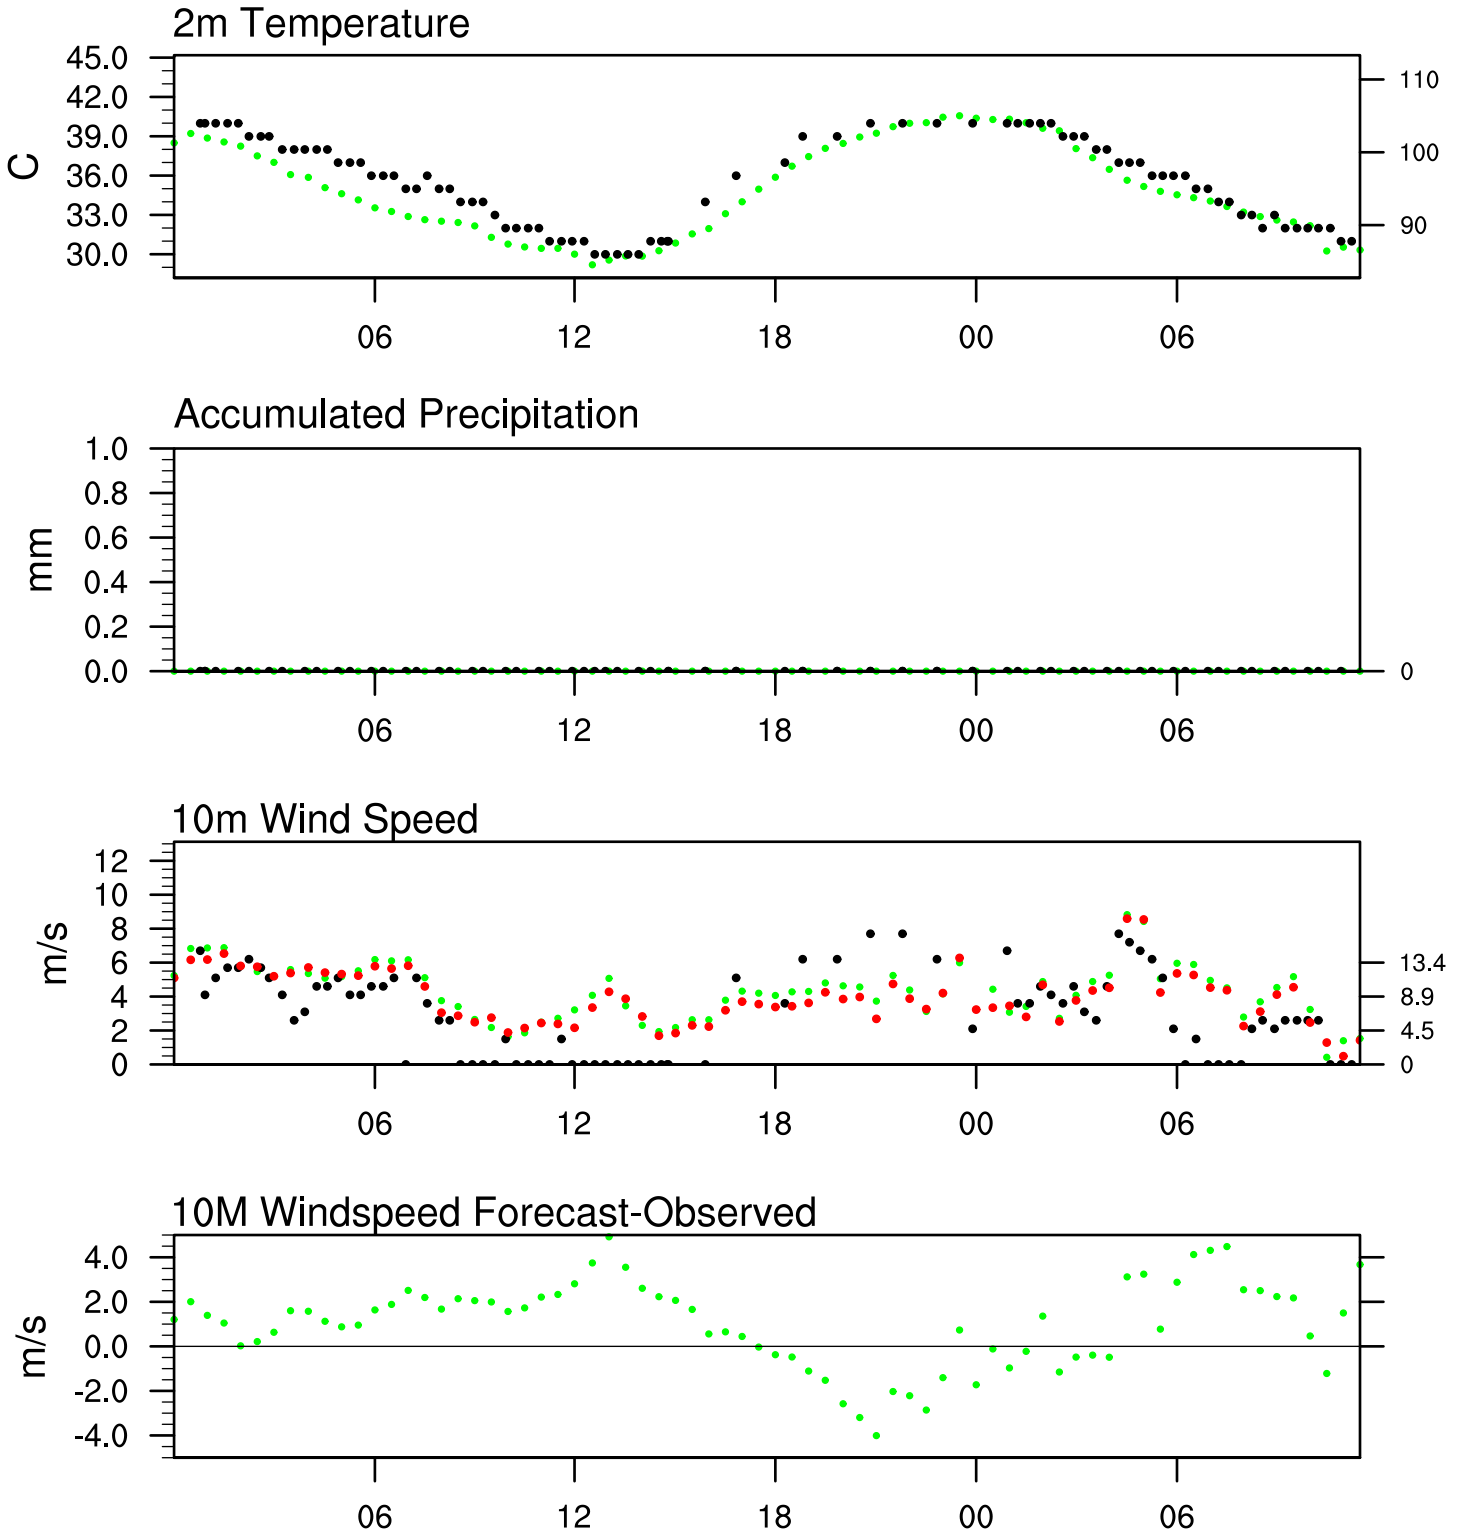 2m Temperature
45.0
42.0
39.0
36.0
33.0
30.0
C
110
100
90
06 12 18 00 06
Accumulated Precipitation
1.0
0.8
0.6
0.4
0.2
0.0
mm
0
06 12 18 00 06
10m Wind Speed
12
10
8
6
4
2
0
m/s
13.4
8.9
4.5
0
06 12 18 00 06
10M Windspeed Forecast-Observed
4.0
2.0
0.0
-2.0
-4.0
m/s
06 12 18 00 06